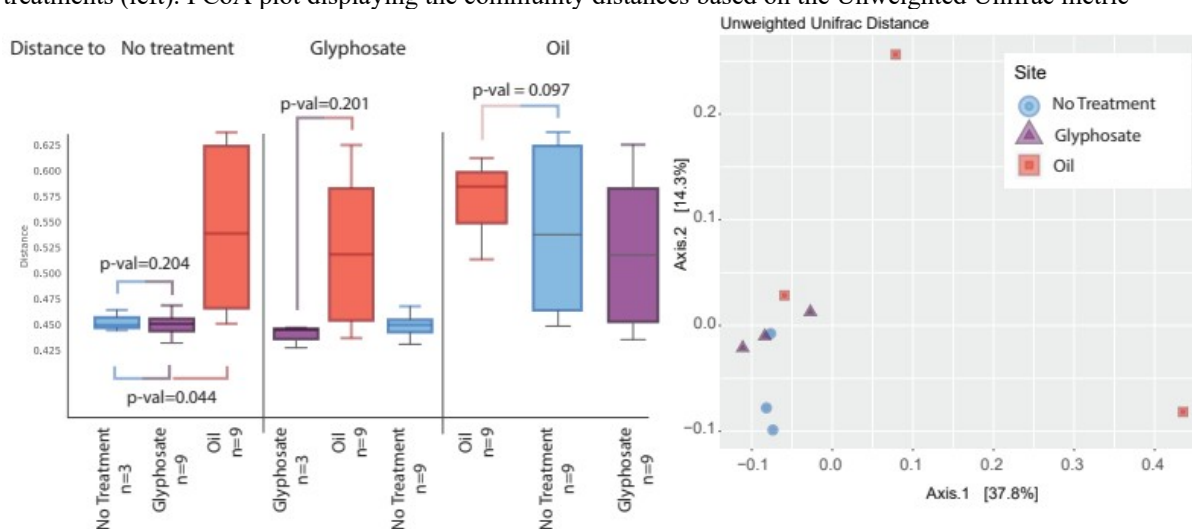 treatments (left). PCoA plot displaying the community distances based on the Unweighted Unifrac metric
Distance to No treatment Glyphosate Oil
p-val=0.204
p-val=0.044
p-val=0.201
p-val = 0.097
Distance
0.625
0.600
0.575
0.550
0.525
0.500
0.475
0.450
0.425
No Treatment
n=3
Glyphosate
n=9
Oil
n=9
Glyphosate
n=3
Oil
n=9
No Treatment
n=9
Oil
n=9
No Treatment
n=9
Glyphosate
n=9
Unweighted Unifrac Distance
Site
No Treatment
Glyphosate
Oil
Axis.2 [14.3%]
0.2
0.1
0.0
−0.1
−0.1 0.0 0.1 0.2 0.3 0.4
Axis.1 [37.8%]